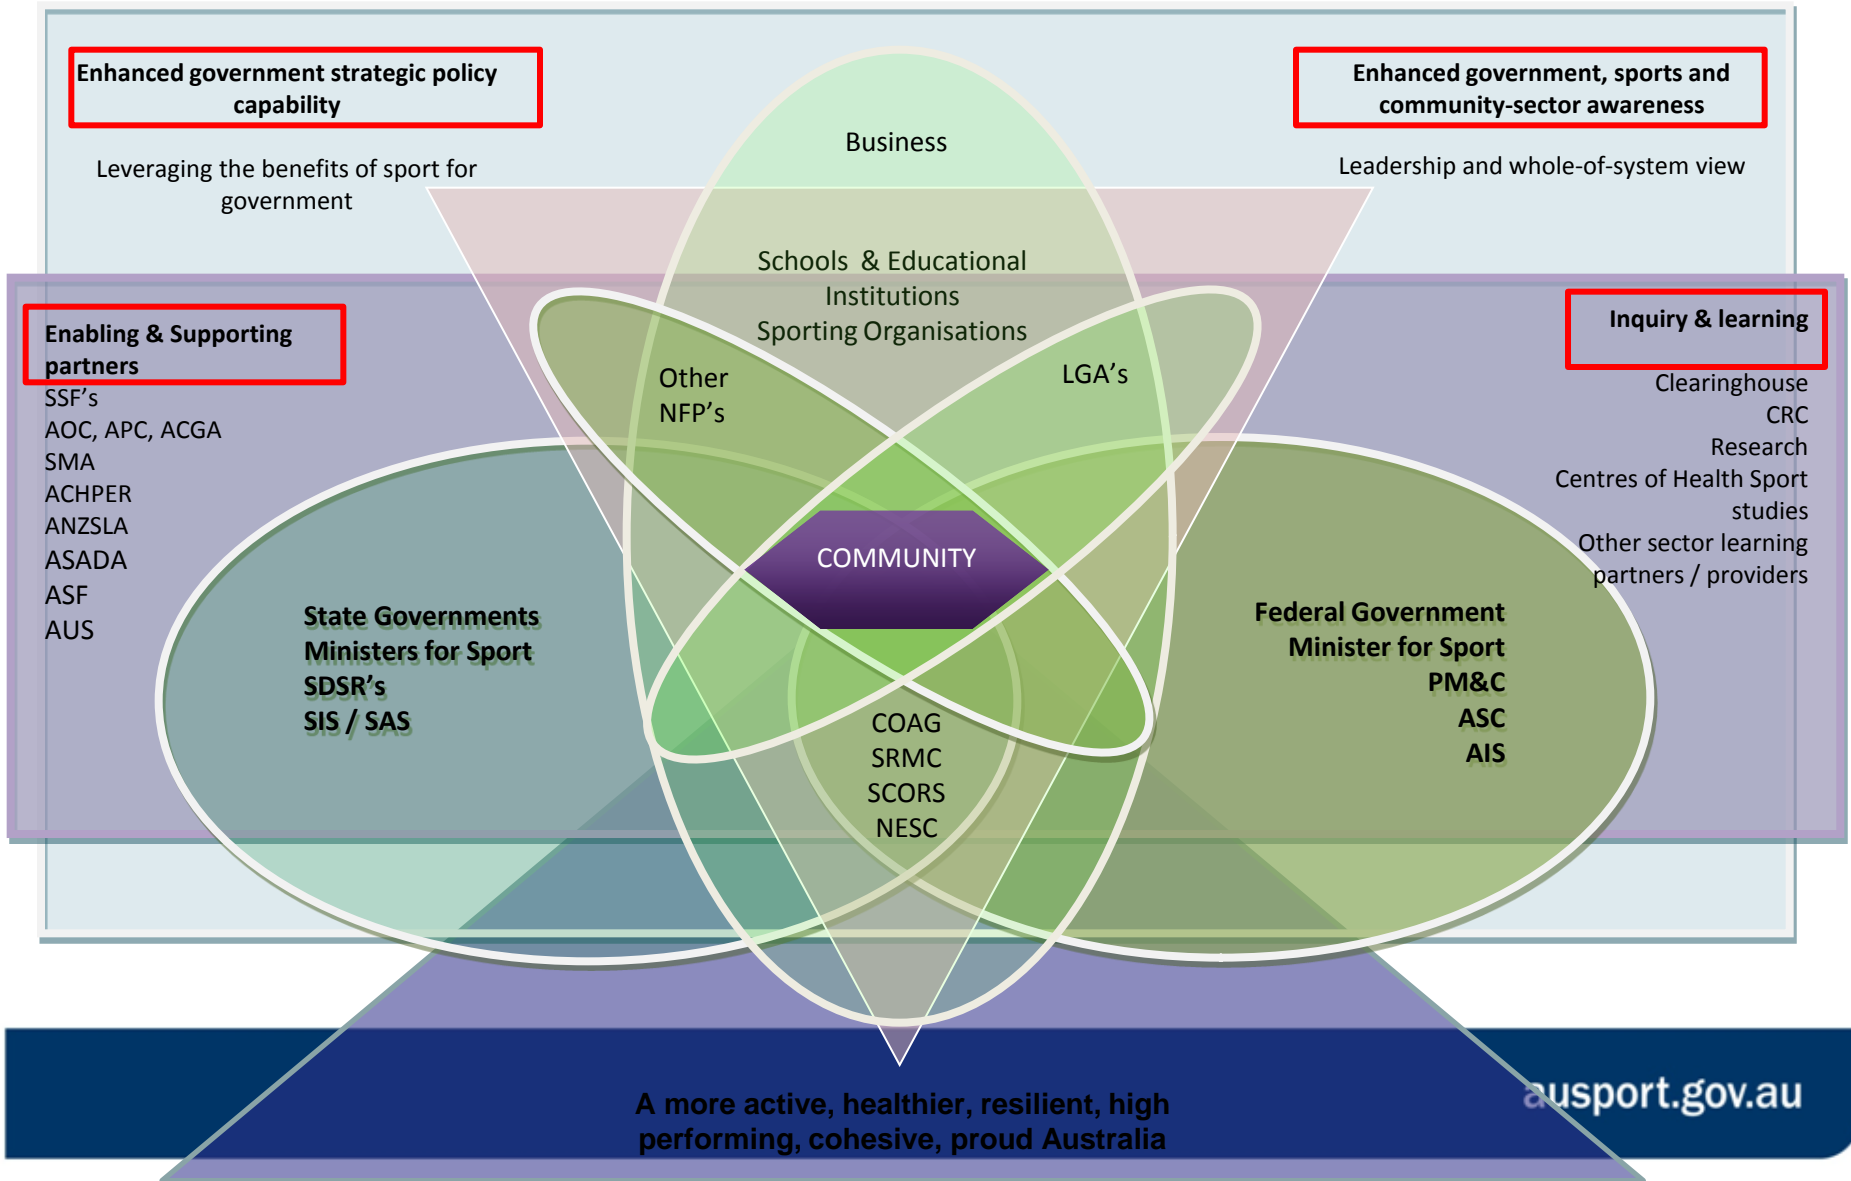 Enhanced government strategic policy
capability
Leveraging the benefits of sport for
government
Enhanced government, sports and
community-sector awareness
Leadership and whole-of-system view
Business
Schools & Educational
Institutions
Sporting Organisations
Other
NFP's
LGA's
Enabling & Supporting
partners
SSF's
AOC, APC, ACGA
SMA
ACHPER
ANZSLA
ASADA
ASF
AUS
Inquiry & learning
Clearinghouse
CRC
Research
Centres of Health Sport
studies
Other sector learning
partners / providers
COMMUNITY
State Governments
Ministers for Sport
SDSR's
SIS / SAS
Federal Government
Minister for Sport
PM&C
ASC
AIS
COAG
SRMC
SCORS
NESC
A more active, healthier, resilient, high
performing, cohesive, proud Australia
ausport.gov.au